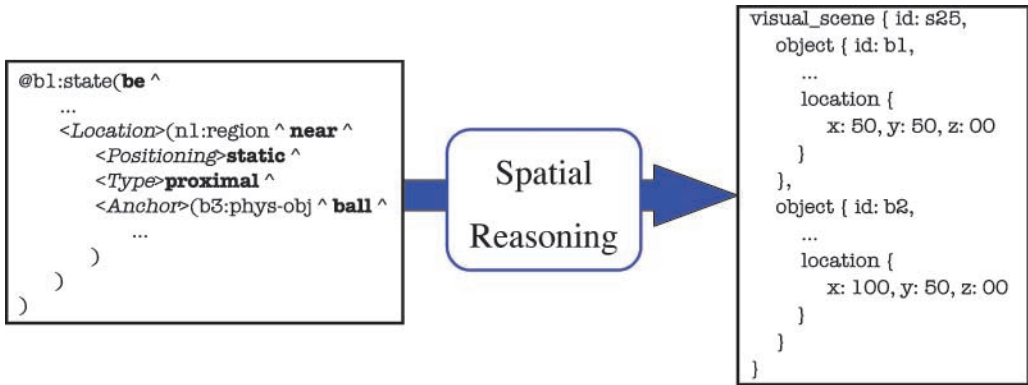 @b1:state(be ^
...
<Location>(n1:region ^ near ^
<Positioning>static ^
<Type>proximal ^
<Anchor>(b3:phys-obj ^ ball ^
...
)
)
)
Spatial
Reasoning
visual_scene { id: s25,
object { id: b1,
...
location {
x: 50, y: 50, z: 00
}
},
object { id: b2,
...
location {
x: 100, y: 50, z: 00
}
}
}